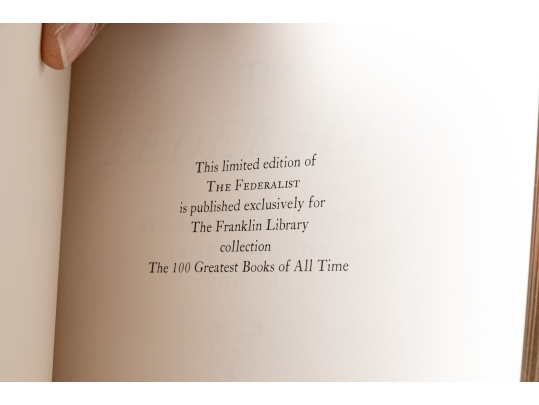 This limited edition of
THE FEDERALIST
is published exclusively for
The Franklin Library
collection
The 100 Greatest Books of All Time